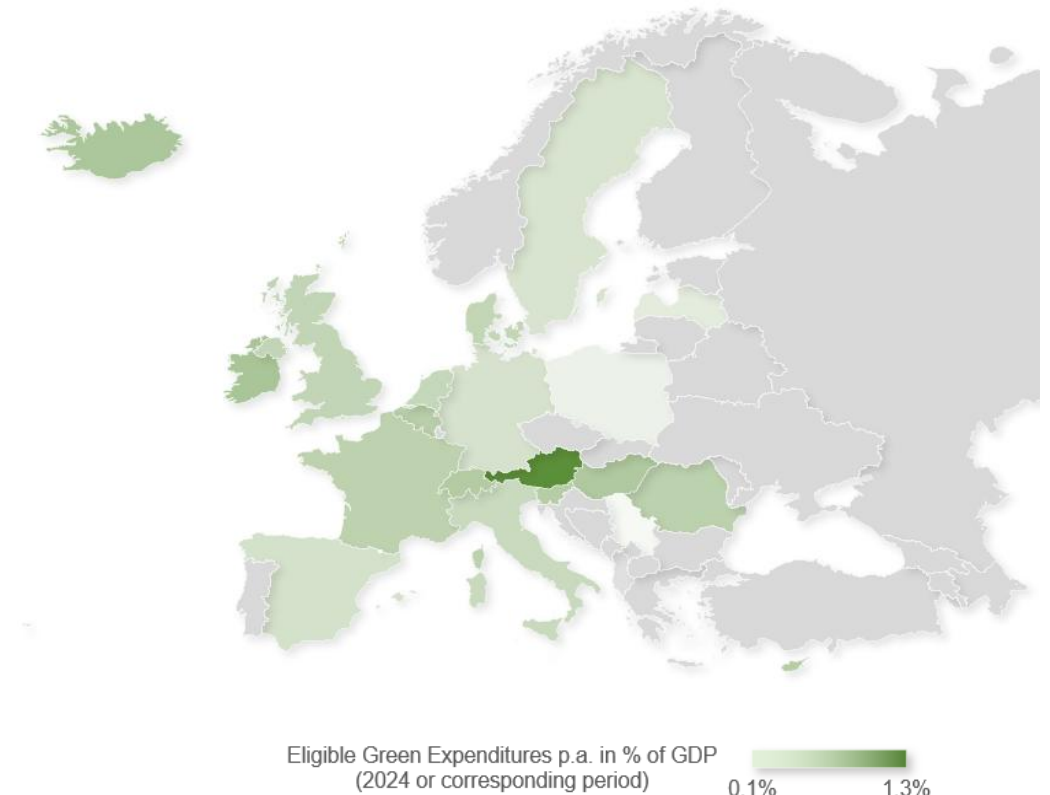 Eligible Green Expenditures p.a. in % of GDP
(2024 or corresponding period)
0.1% 1.3%